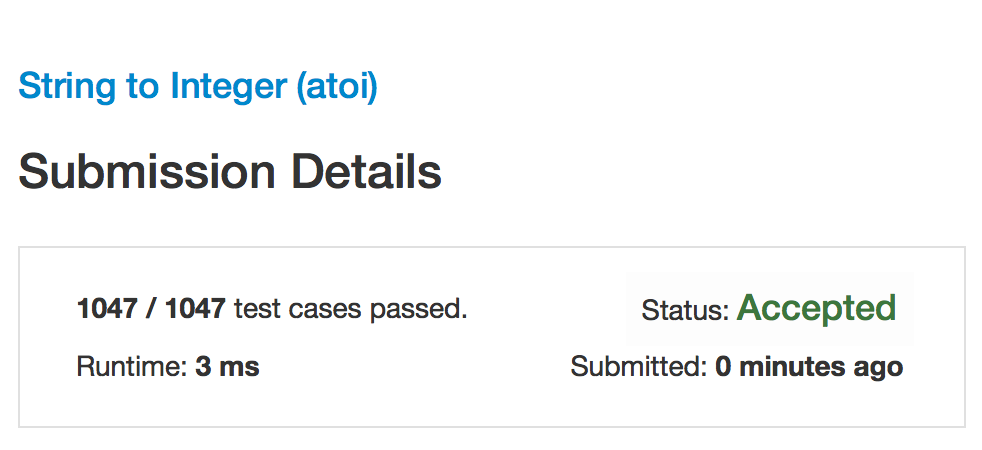 String to Integer (atoi)
Submission Details
1047 / 1047 test cases passed.
Status: Accepted
Runtime: 3 ms
Submitted: 0 minutes ago